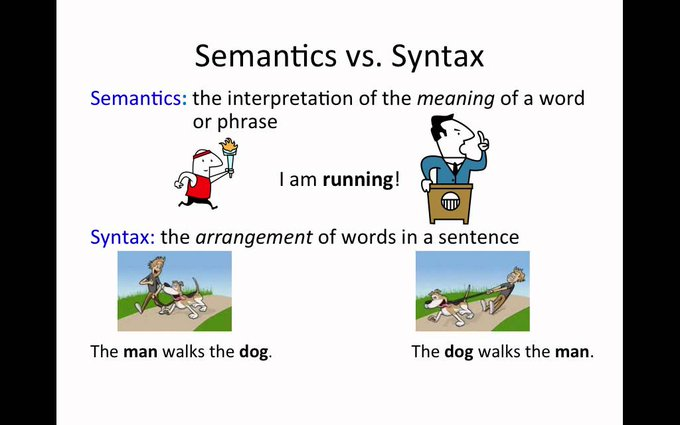 Semantics vs. Syntax
Semantics: the interpretation of the meaning of a word
or phrase
I am running!
Syntax: the arrangement of words in a sentence
The man walks the dog.
The dog walks the man.